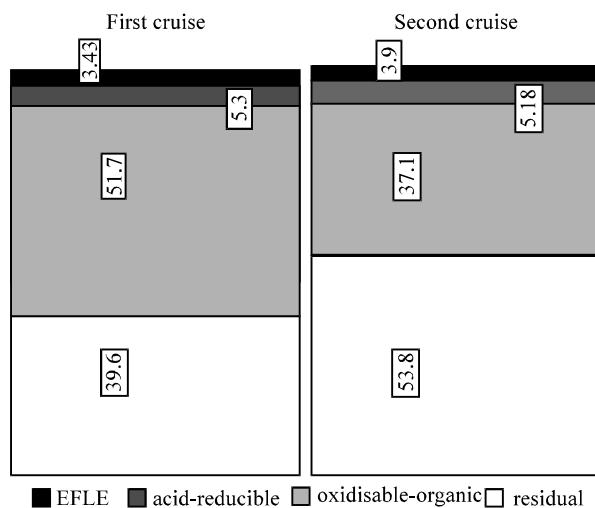 First cruise
Second cruise
3.43
5.3
51.7
39.6
3.9
5.18
37.1
53.8
EFLE acid-reducible oxidisable-organic residual